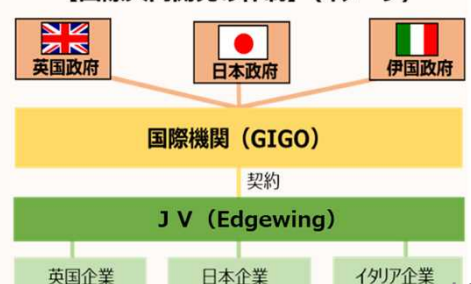 英国政府
日本政府
伊国政府
国際機関（GIGO）
契約
ＪＶ（Edgewing）
英国企業
日本企業
イタリア企業